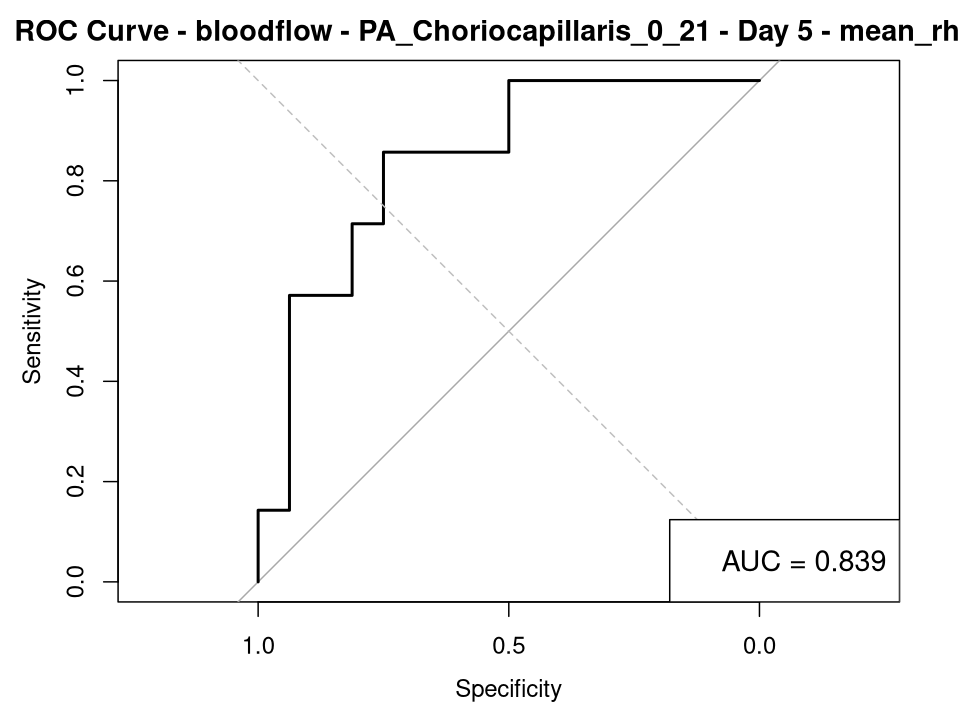 ROC Curve - bloodflow - PA_Choriocapillaris_0_21 - Day 5 - mean_rh
1.0
0.8
0.6
0.4
0.2
0.0
Sensitivity
AUC = 0.839
1.0 0.5 0.0
Specificity